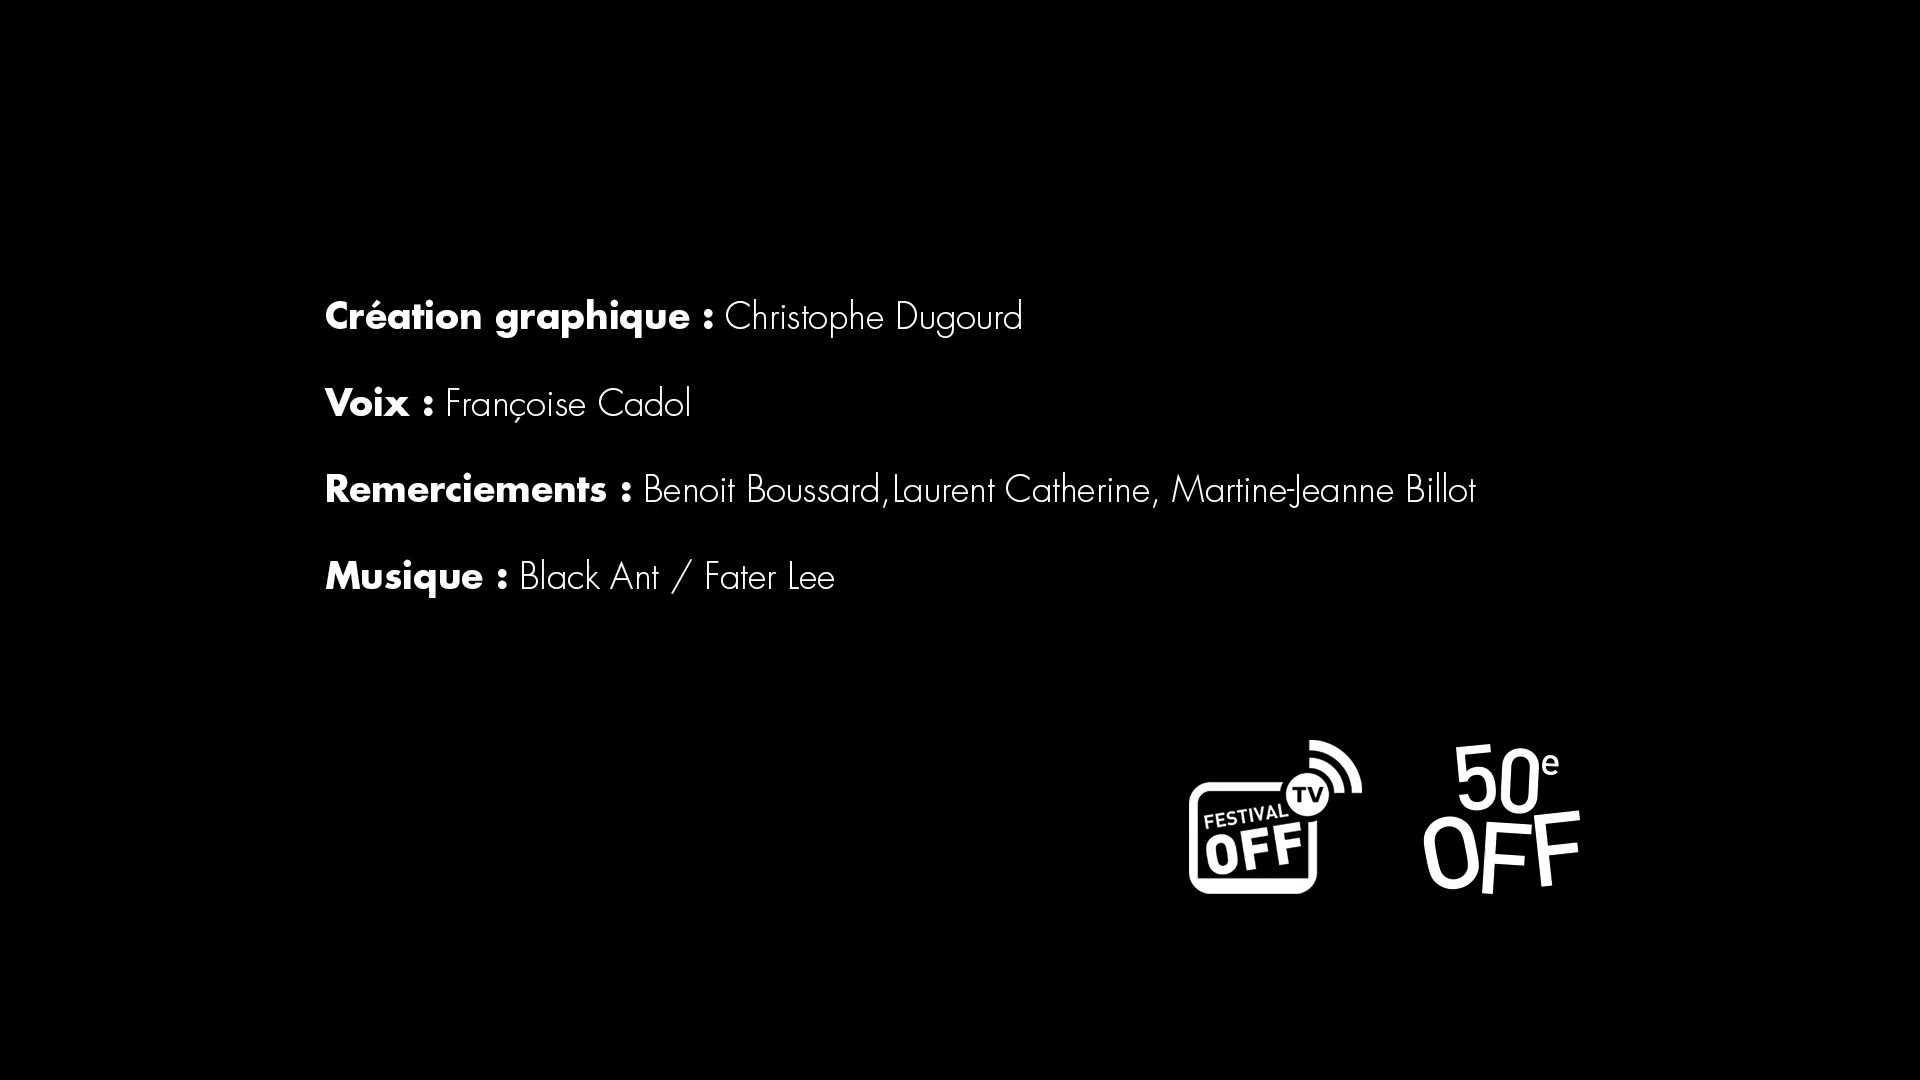 Création graphique : Christophe Dugourd
Voix : Françoise Cadol
Remerciements : Benoit Boussard,Laurent Catherine, Martine-Jeanne Billot
Musique : Black Ant / Fater Lee
TV
FESTIVAL
OFF
50e
OFF